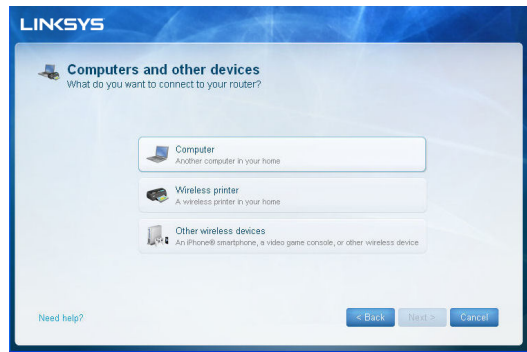 LINKSYS
Computers and other devices
What do you want to connect to your router?
Computer
Another computer in your home
Wireless printer
A wireless printer in your home
Other wireless devices
An iPhone® smartphone, a video game console, or other wireless device
Need help?
< Back
Next >
Cancel